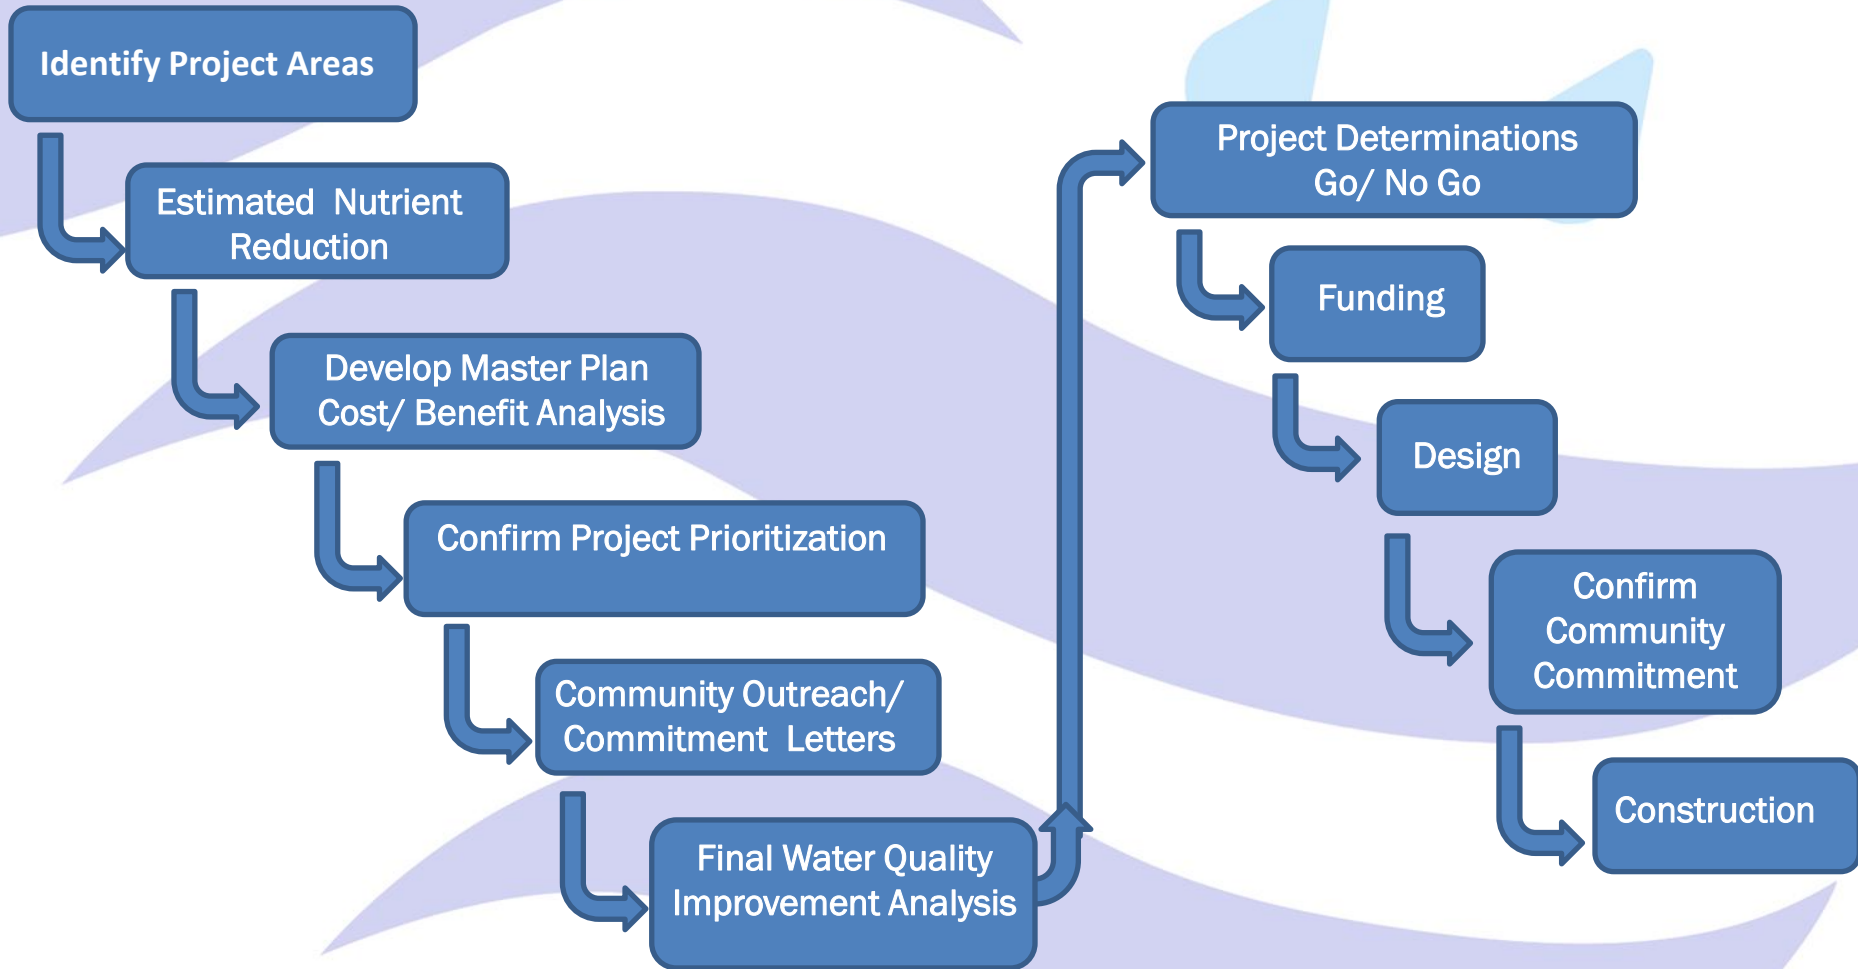 Identify Project Areas
Estimated Nutrient
Reduction
Develop Master Plan
Cost/ Benefit Analysis
Confirm Project Prioritization
Community Outreach/
Commitment Letters
Final Water Quality
Improvement Analysis
Project Determinations
Go/ No Go
Funding
Design
Confirm
Community
Commitment
Construction